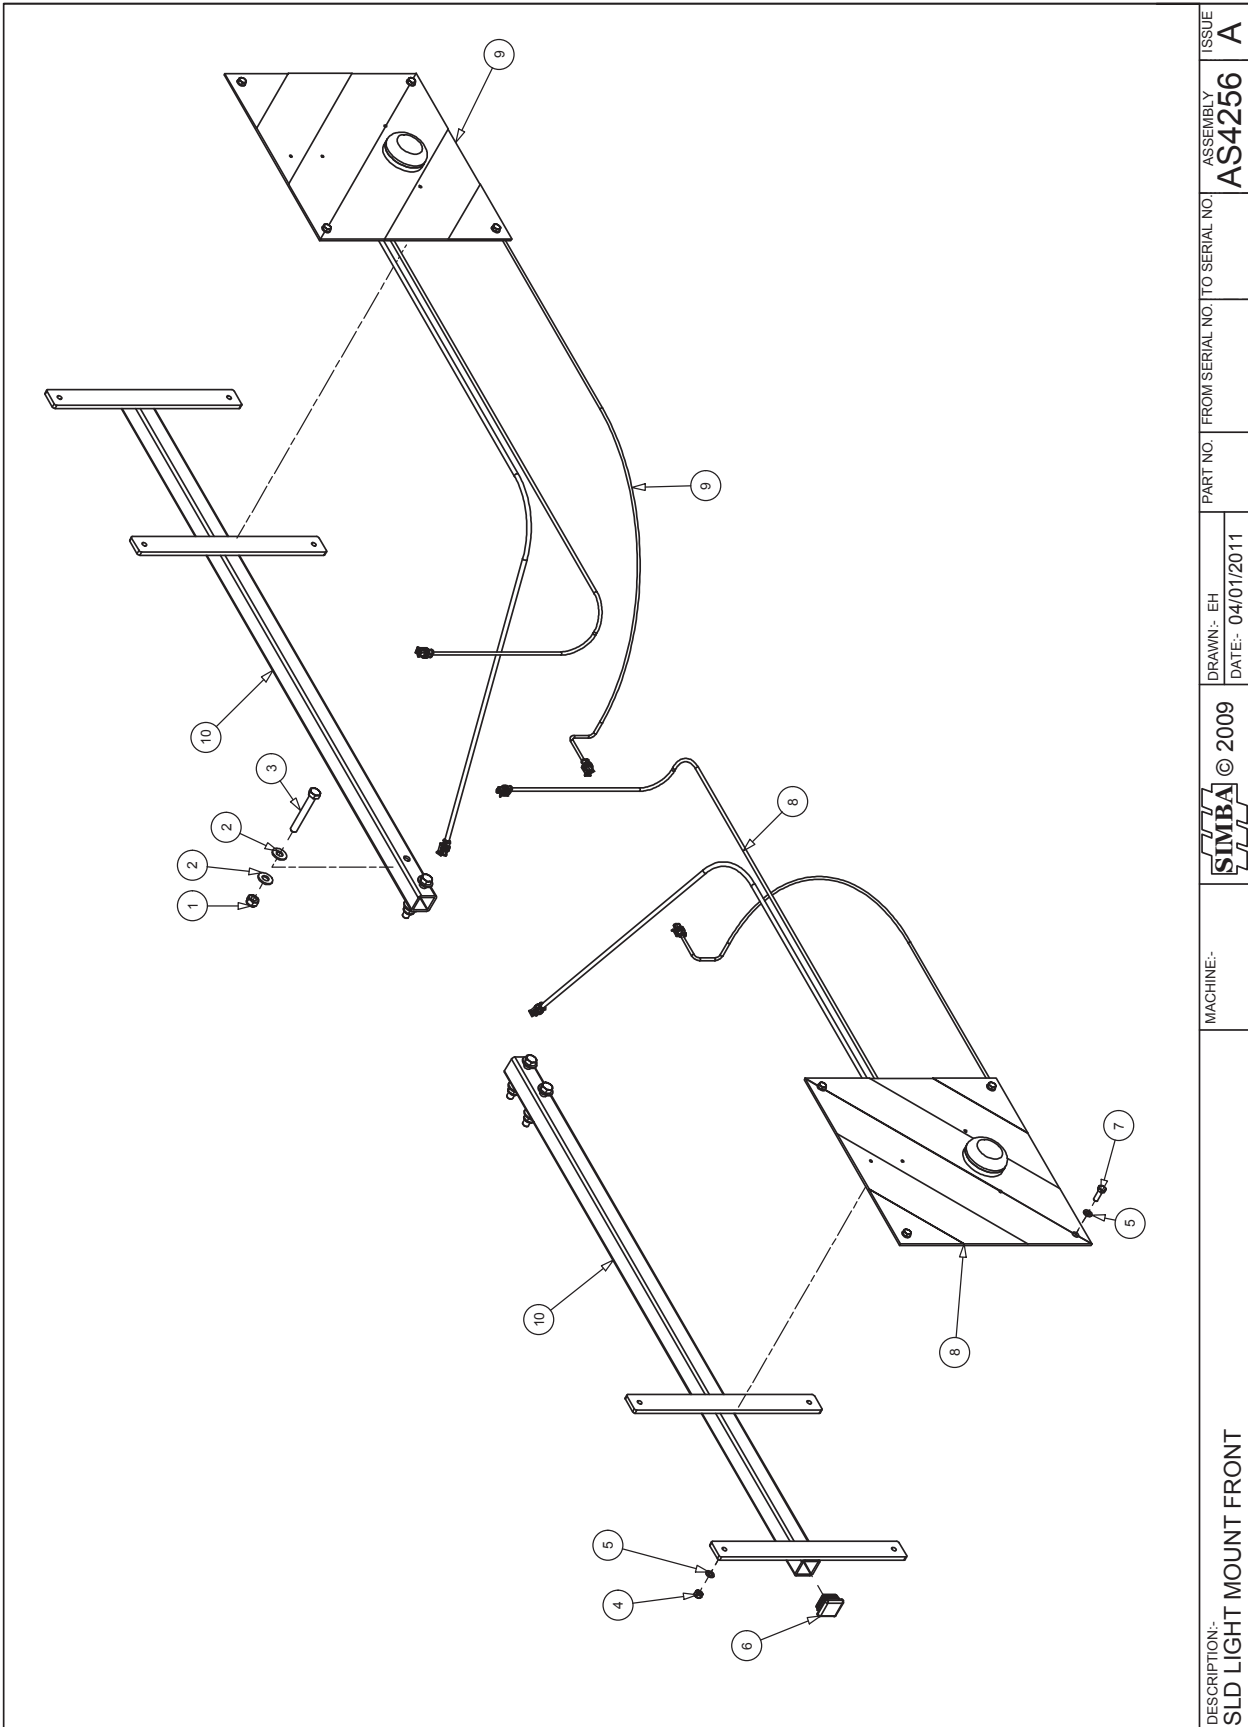 9
9
10
3
2
2
1
8
7
5
8
10
5
4
6
DESCRIPTION:-
SLD LIGHT MOUNT FRONT
MACHINE:-
SIMBA © 2009
DRAWN:- EH
DATE:- 04/01/2011
PART NO.
FROM SERIAL NO.
TO SERIAL NO.
ASSEMBLY
AS4256
ISSUE
A